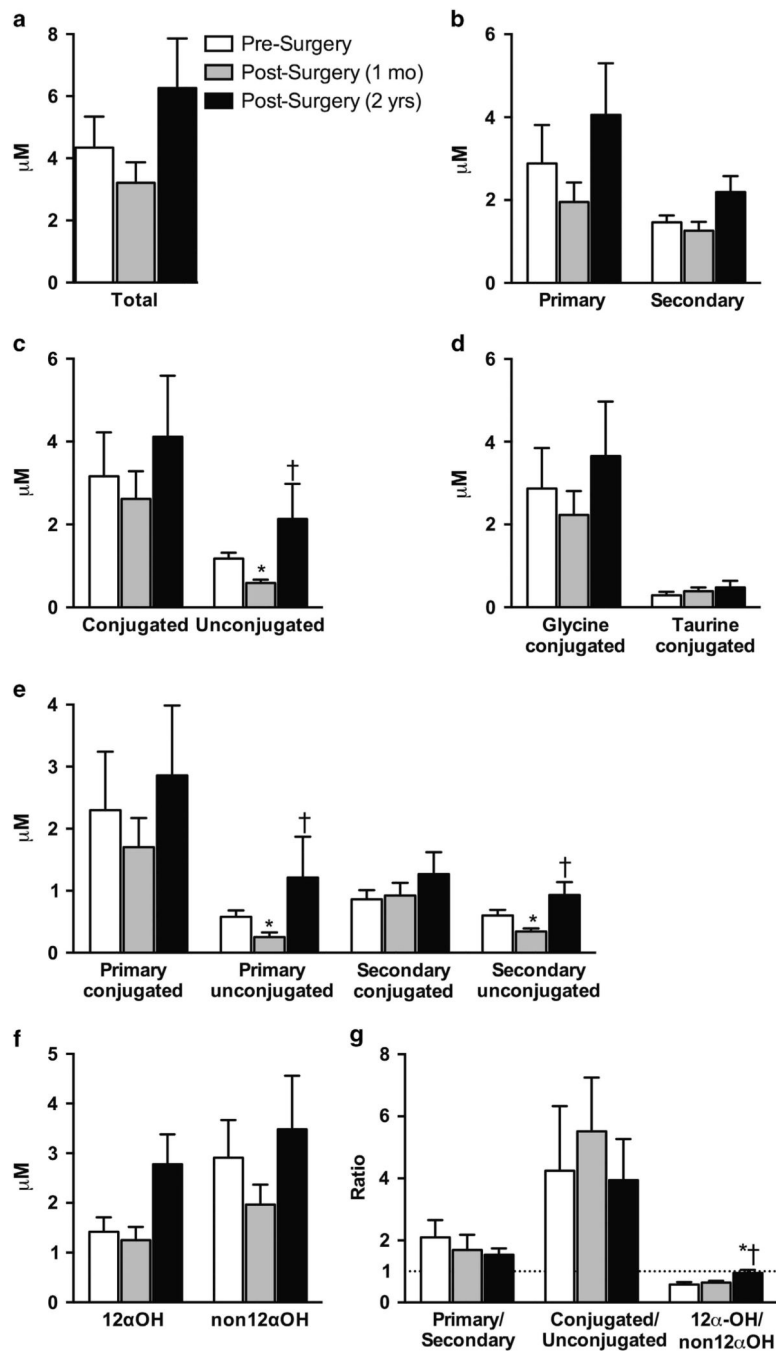 a
8
6
4
2
0
μM
Pre-Surgery
Post-Surgery (1 mo)
Post-Surgery (2 yrs)
Total
b
6
4
2
0
μM
Primary Secondary
c
6
4
2
0
μM
*
†
Conjugated Unconjugated
d
6
4
2
0
μM
Glycine Taurine
conjugated conjugated
e
4
3
2
1
0
μM
*
†
*
†
Primary Primary Secondary Secondary
conjugated unconjugated conjugated unconjugated
f
5
4
3
2
1
0
μM
12αOH non12αOH
g
8
6
4
2
1
0
Ratio
*†
Primary/ Conjugated/ 12α-OH/
Secondary Unconjugated non12αOH